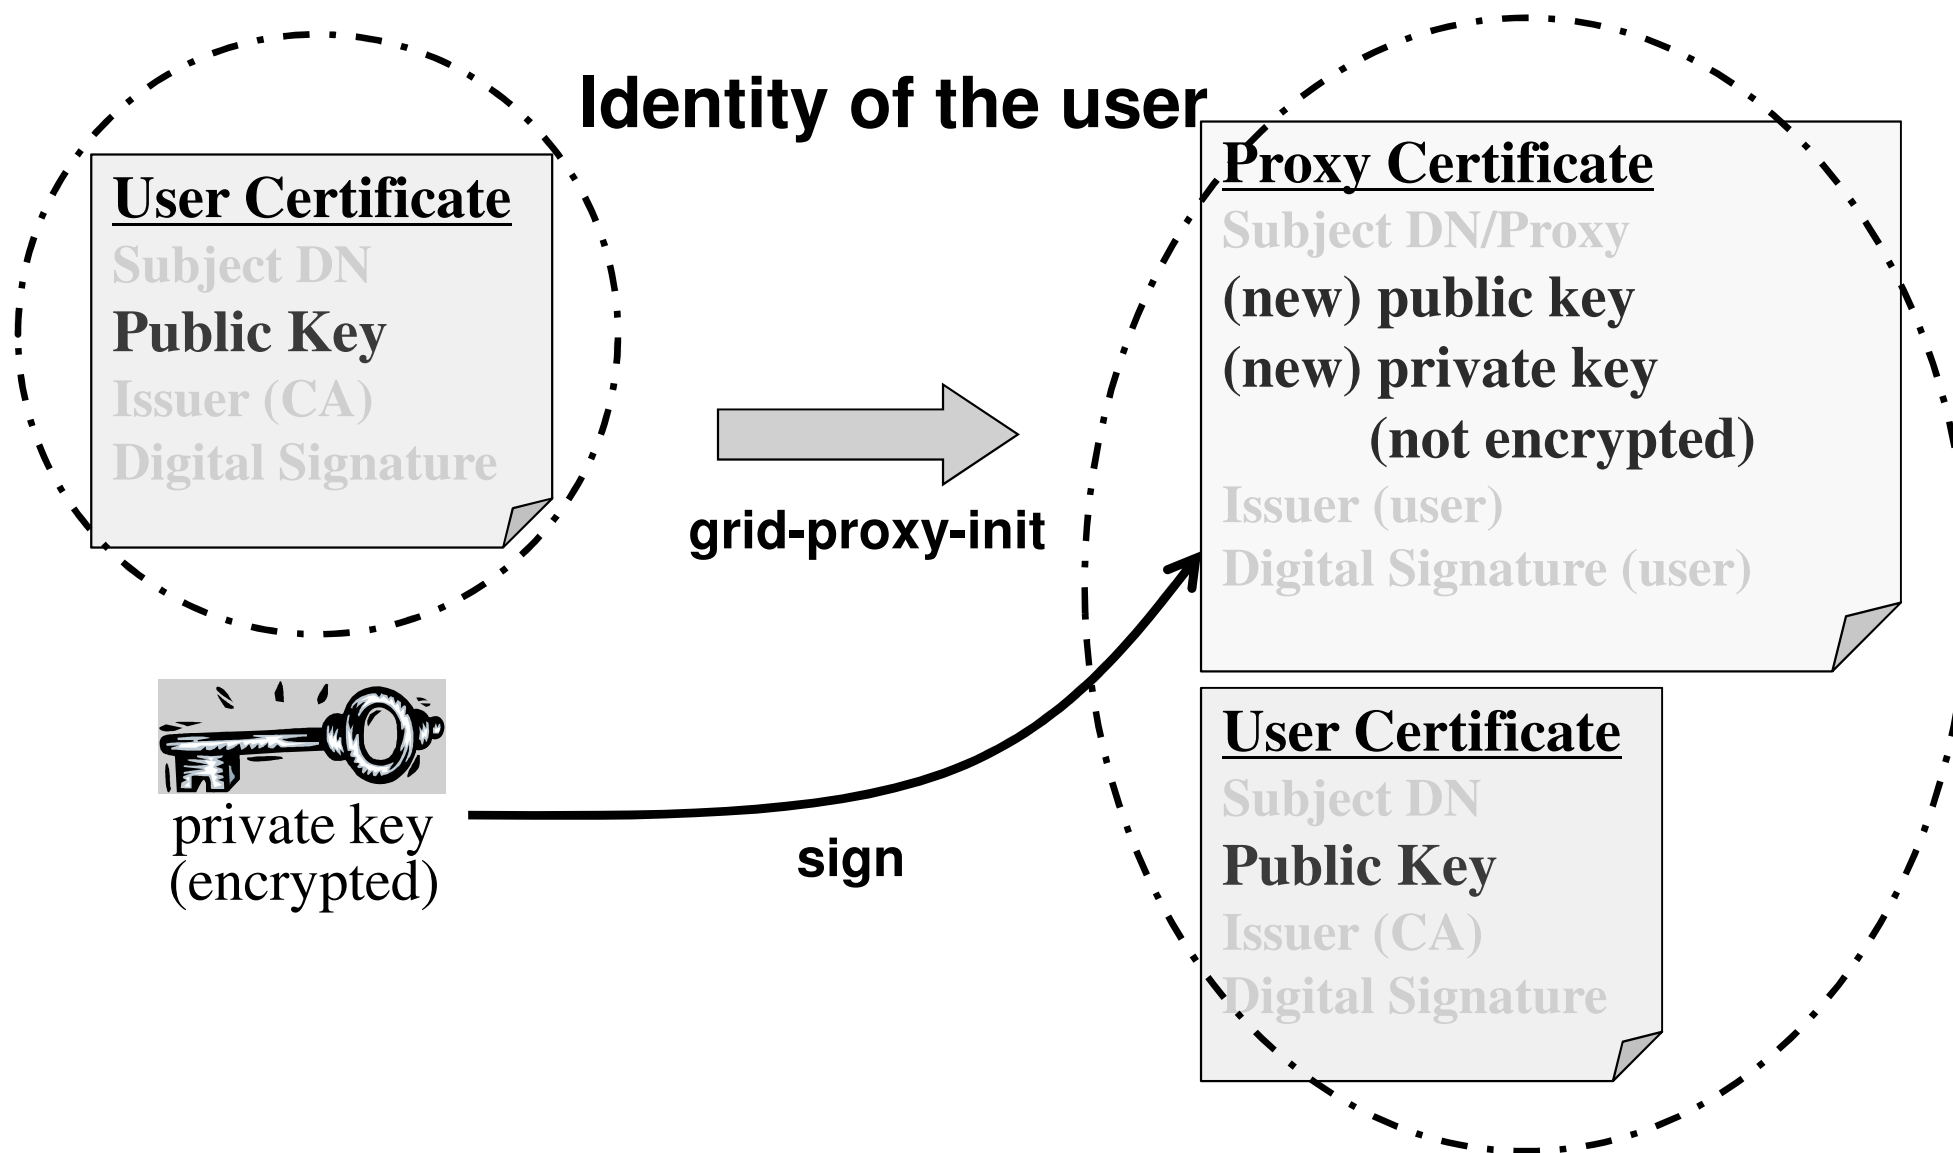 Identity of the user
User Certificate
Subject DN
Public Key
Issuer (CA)
Digital Signature
private key
(encrypted)
grid-proxy-init
sign
Proxy Certificate
Subject DN/Proxy
(new) public key
(new) private key
(not encrypted)
Issuer (user)
Digital Signature (user)
User Certificate
Subject DN
Public Key
Issuer (CA)
Digital Signature